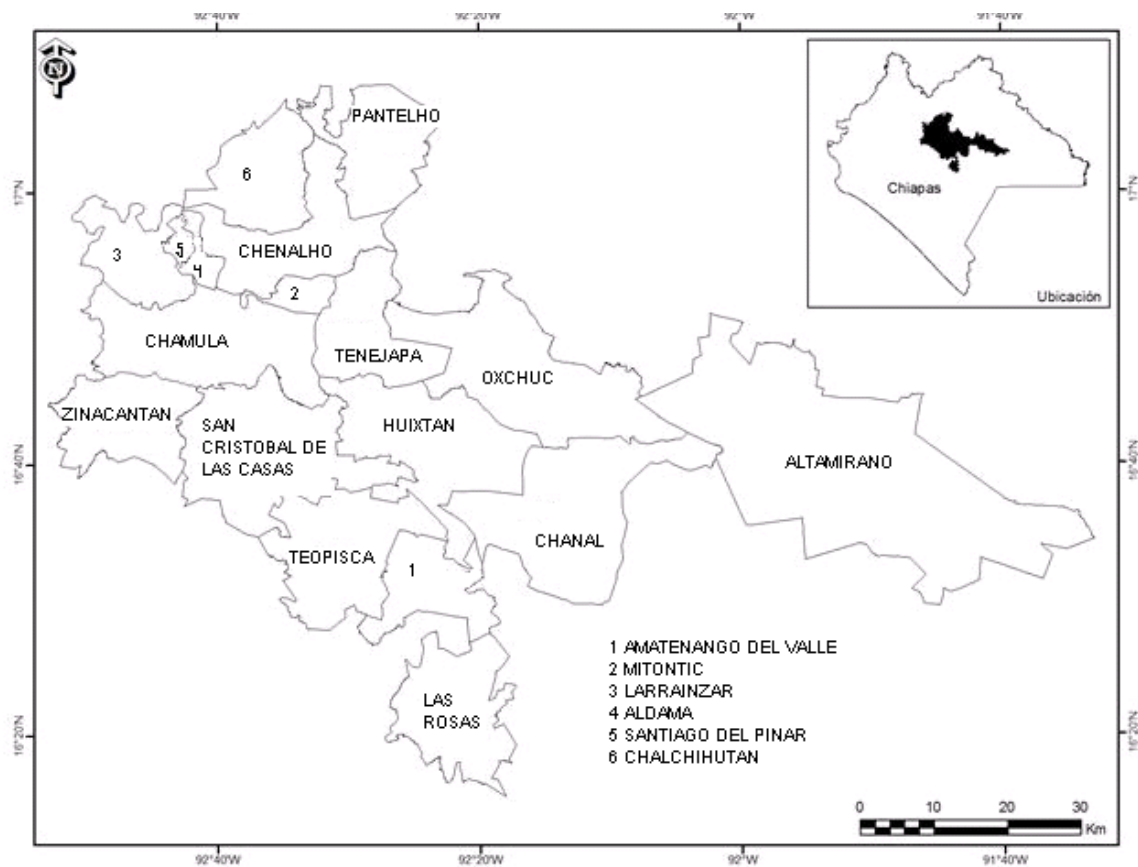 92°40'W 92°20'W 92°W 91°40'W
N
PANTELHO
6
17°N
17°N
Chiapas
Ubicación
3
5
4
CHENALHO
2
CHAMULA
TENEJAPA
OXCHUC
ZINACANTAN
SAN
CRISTOBAL DE
LAS CASAS
HUIXTAN
16°40'N
16°40'N
ALTAMIRANO
TEOPISCA
1
CHANAL
1 AMATENANGO DEL VALLE
2 MITONTIC
3 LARRAINZAR
4 ALDAMA
5 SANTIAGO DEL PINAR
6 CHALCHIHUTAN
LAS
ROSAS
16°20'N
16°20'N
0 10 20 30
Km
92°40'W 92°20'W 92°W 91°40'W